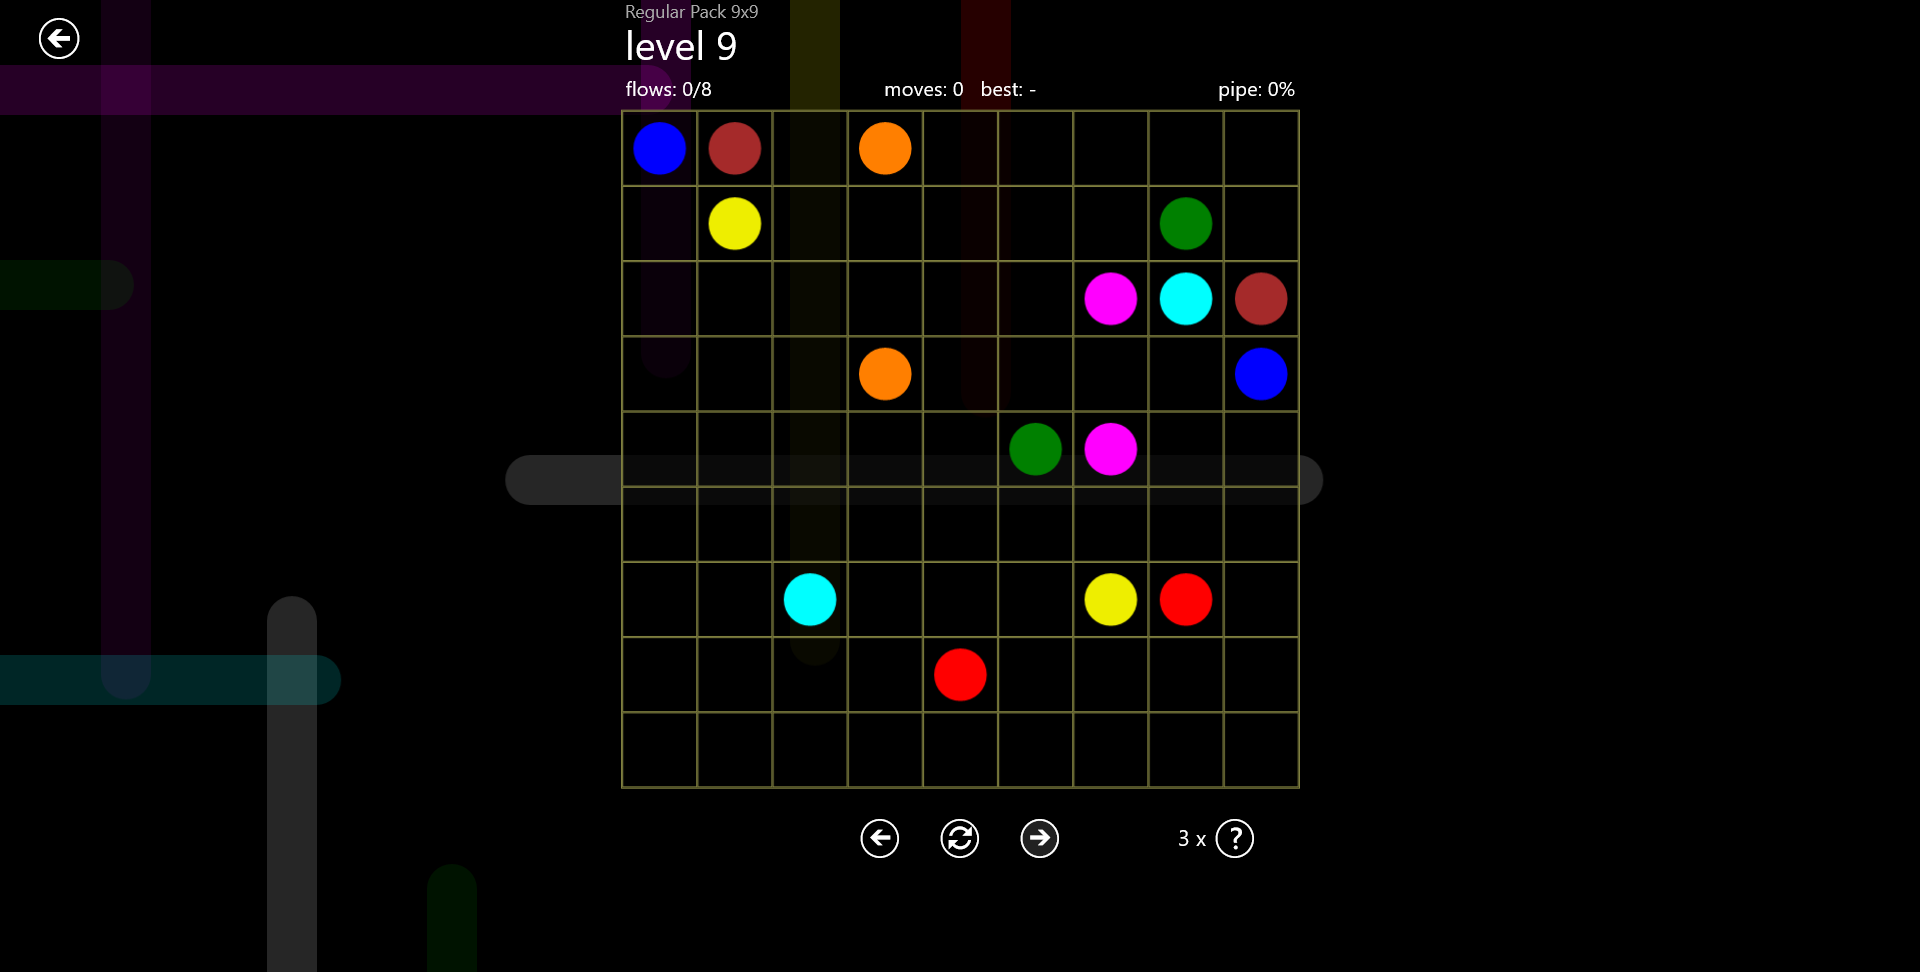 Regular Pack 9x9
level 9
flows: 0/8 moves: 0 best: - pipe: 0%
3 x ?